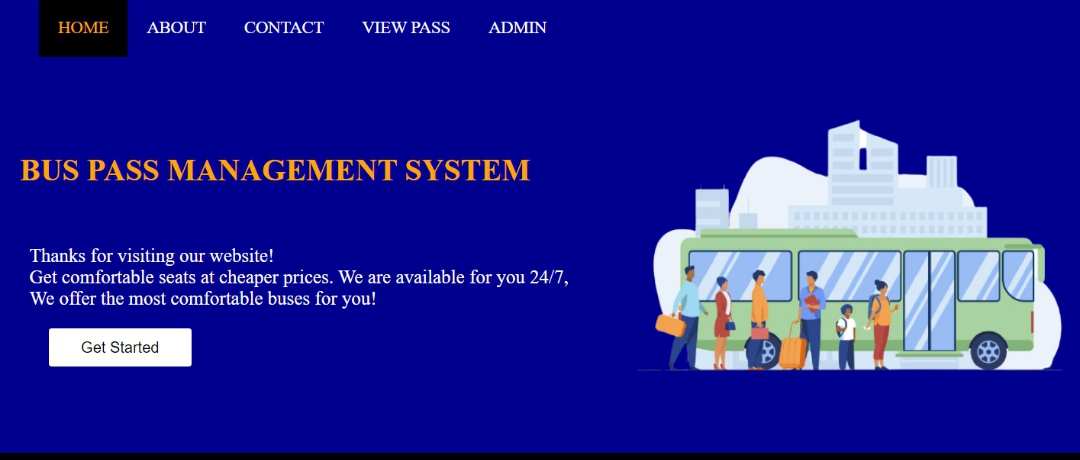 HOME ABOUT CONTACT VIEW PASS ADMIN
BUS PASS MANAGEMENT SYSTEM
Thanks for visiting our website!
Get comfortable seats at cheaper prices. We are available for you 24/7,
We offer the most comfortable buses for you!
Get Started